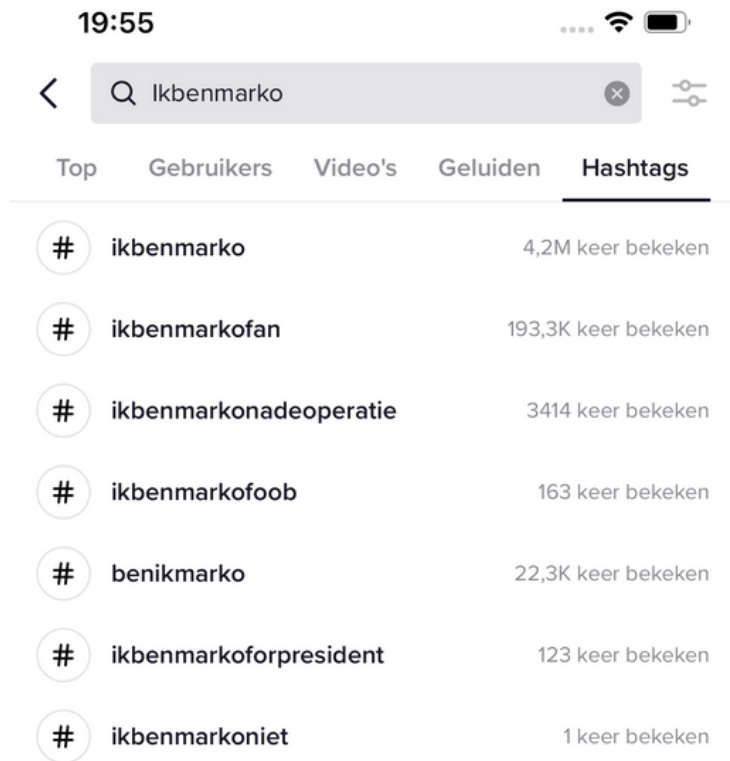 19:55
Ikbenmarko
Top Gebruikers Video's Geluiden Hashtags
# ikbenmarko 4,2M keer bekeken
# ikbenmarkofan 193,3K keer bekeken
# ikbenmarkonadeoperatie 3414 keer bekeken
# ikbenmarkofoob 163 keer bekeken
# benikmarko 22,3K keer bekeken
# ikbenmarkoforpresident 123 keer bekeken
# ikbenmarkoniet 1 keer bekeken